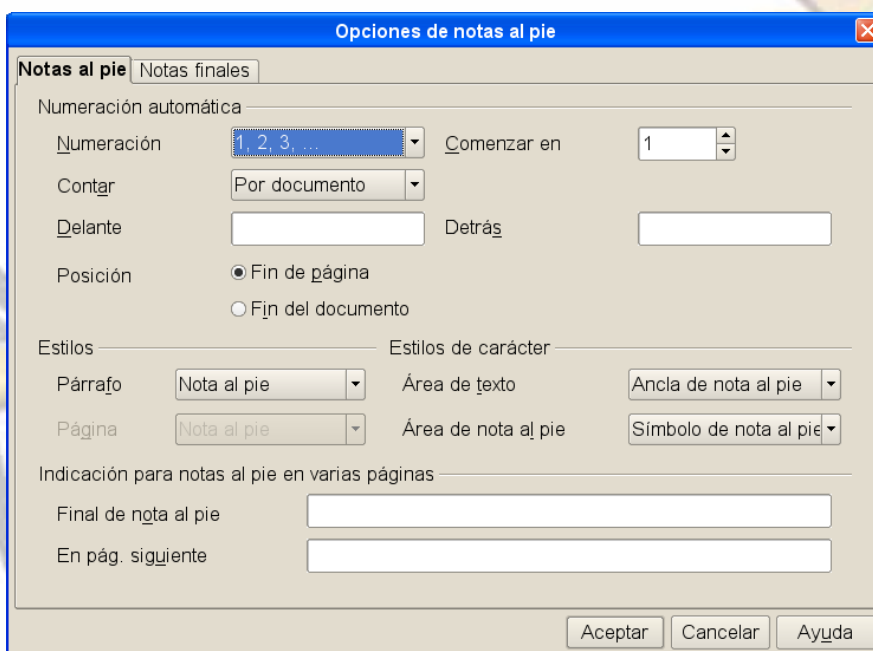 Opciones de notas al pie
Notas al pie Notas finales
Numeración automática
Numeración 1, 2, 3, ... Comenzar en 1
Contar Por documento
Delante Detrás
Posición Fin de página
Fin del documento
Estilos Estilos de carácter
Párrafo Nota al pie Área de texto Ancla de nota al pie
Página Nota al pie Área de nota al pie Símbolo de nota al pie
Indicación para notas al pie en varias páginas
Final de nota al pie
En pág. siguiente
Aceptar Cancelar Ayuda